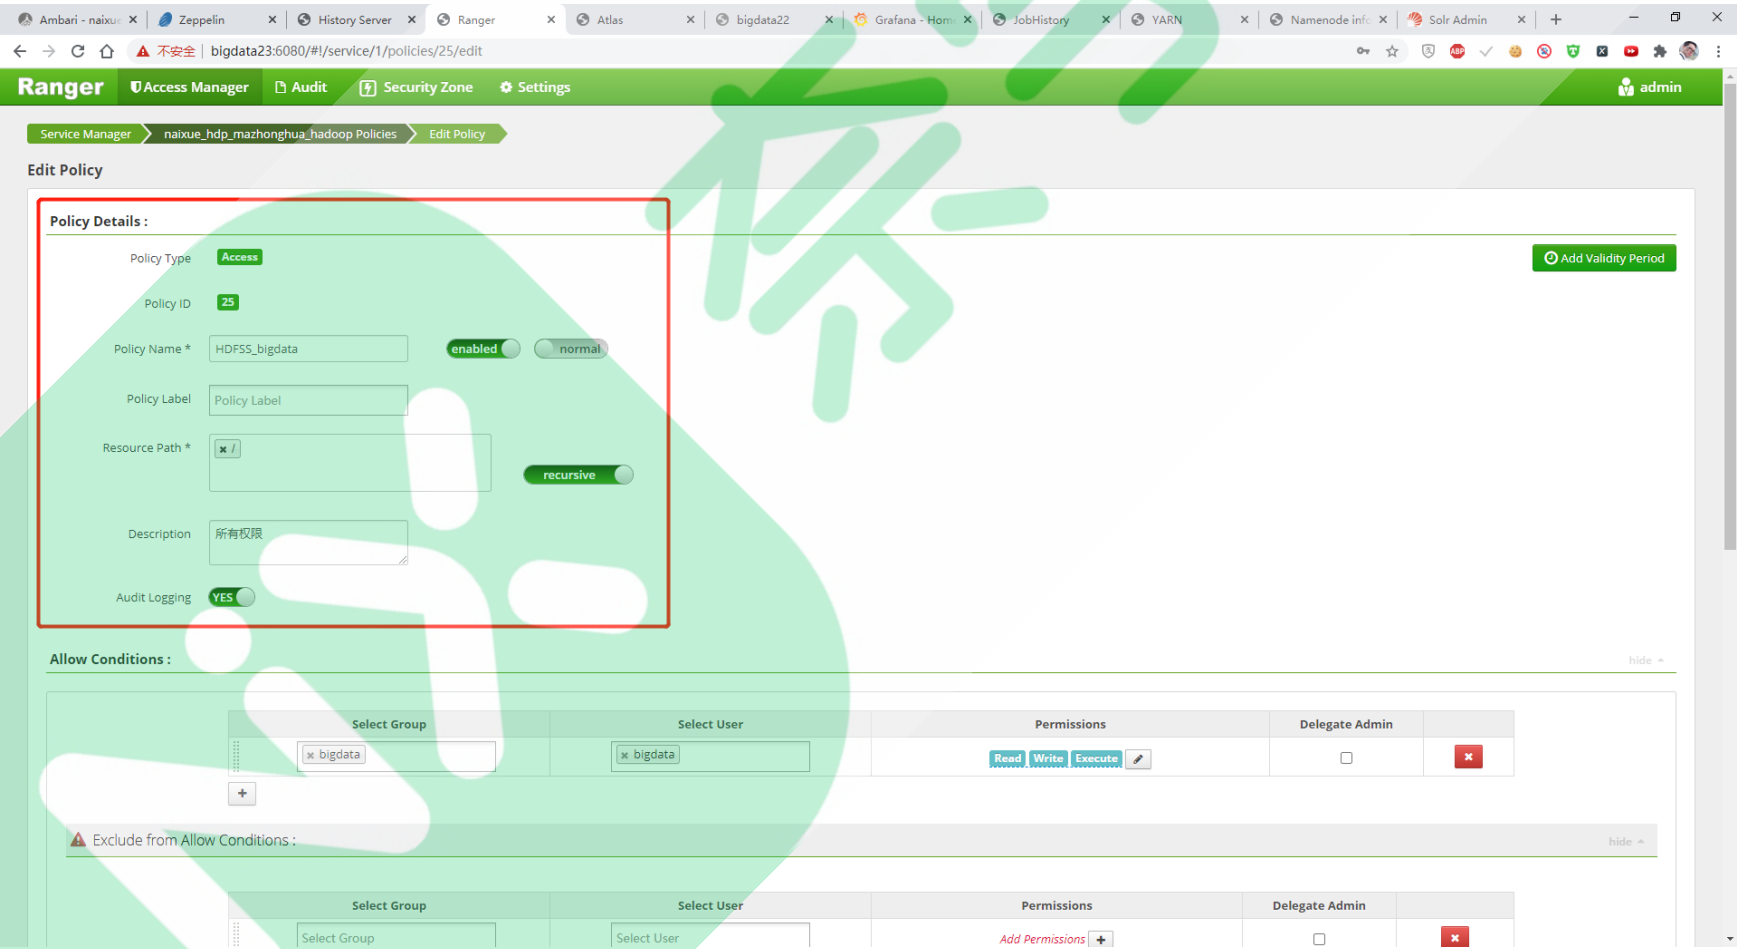 Ambari - naixue Zeppelin History Server Ranger Atlas bigdata22 Grafana - Hom JobHistory YARN Namenode info Solr Admin
不安全 bigdata23:6080/#!/service/1/policies/25/edit
Ranger Access Manager Audit Security Zone Settings admin
Service Manager naixue_hdp_mazhonghua_hadoop Policies Edit Policy
Edit Policy
Policy Details :
Policy Type Access
Add Validity Period
Policy ID 25
Policy Name * HDFSS_bigdata enabled normal
Policy Label Policy Label
Resource Path * × /
recursive
Description 所有权限
Audit Logging YES
Allow Conditions :
hide
Select Group Select User Permissions Delegate Admin
× bigdata × bigdata Read Write Execute
+
Exclude from Allow Conditions :
hide
Select Group Select User Permissions Delegate Admin
Select Group Select User Add Permissions +